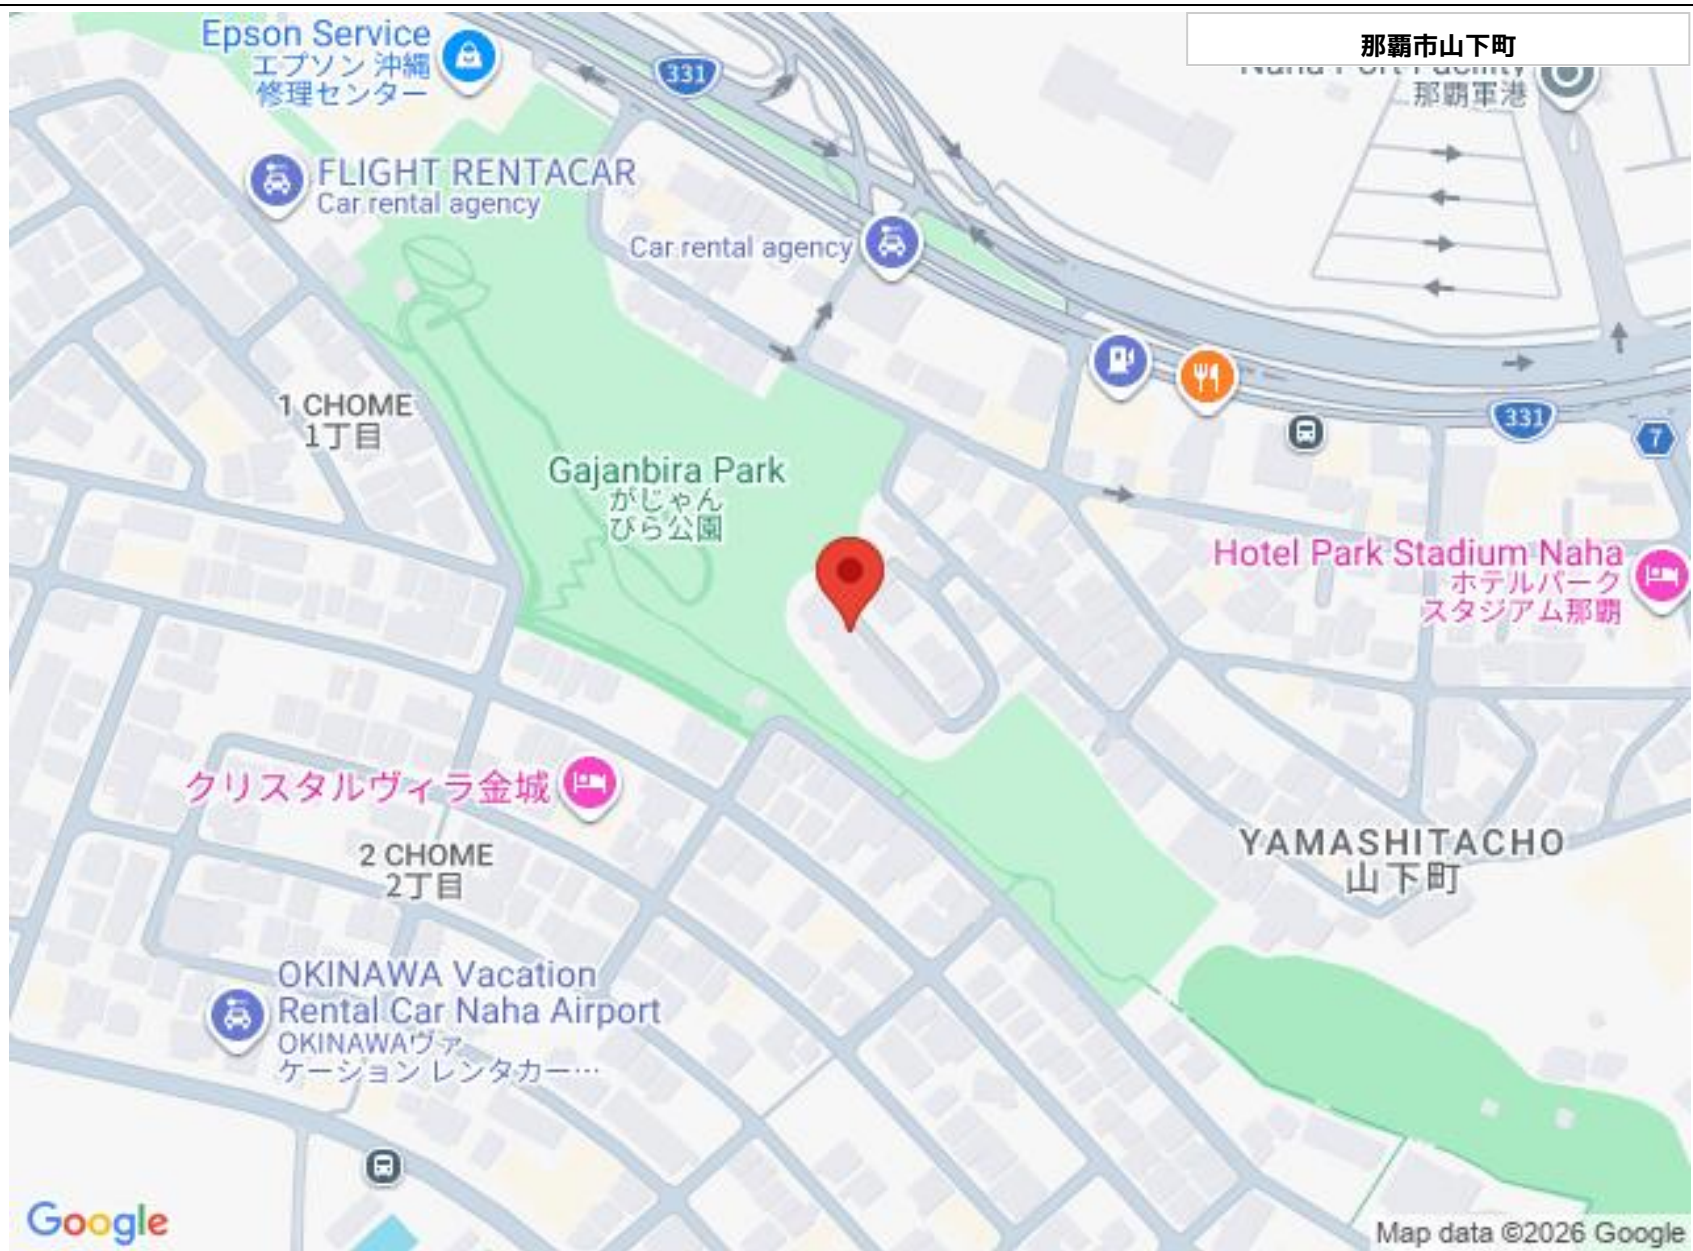 那覇市山下町
Epson Service
エプソン 沖縄
修理センター
331
Naha Port Facility
那覇軍港
FLIGHT RENTACAR
Car rental agency
Car rental agency
1 CHOME
1丁目
331
7
Gajanbira Park
がじゃん
びら公園
Hotel Park Stadium Naha
ホテルパーク
スタジアム那覇
クリスタルヴィラ金城
2 CHOME
2丁目
YAMASHITACHO
山下町
OKINAWA Vacation
Rental Car Naha Airport
OKINAWAヴァ
ケーション レンタカー…
Google
Map data ©2026 Google